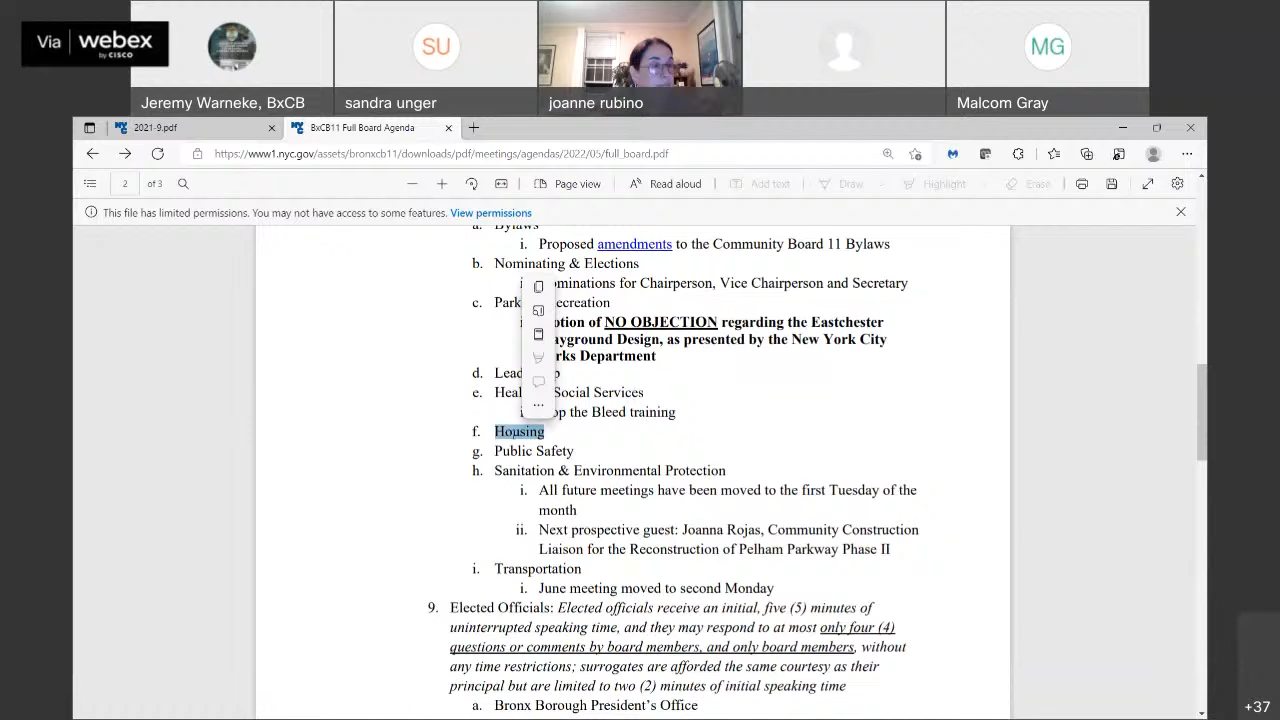 Via webex
by CISCO
SU
MG
Jeremy Warneke, BxCB
sandra unger
joanne rubino
Malcom Gray
2021-9.pdf
BxCB11 Full Board Agenda
https://www1.nyc.gov/assets/bronxcb11/downloads/pdf/meetings/agendas/2022/05/full_board.pdf
2 of 3
Page view
Read aloud
Add text
Draw
Highlight
Erase
This file has limited permissions. You may not have access to some features. View permissions
a. Bylaws
i. Proposed amendments to the Community Board 11 Bylaws
b. Nominating & Elections
ominations for Chairperson, Vice Chairperson and Secretary
c. Park ecreation
otion of NO OBJECTION regarding the Eastchester
ayground Design, as presented by the New York City
rks Department
d. Lead p
e. Heal Social Services
op the Bleed training
f. Housing
g. Public Safety
h. Sanitation & Environmental Protection
i. All future meetings have been moved to the first Tuesday of the
month
ii. Next prospective guest: Joanna Rojas, Community Construction
Liaison for the Reconstruction of Pelham Parkway Phase II
i. Transportation
i. June meeting moved to second Monday
9. Elected Officials: Elected officials receive an initial, five (5) minutes of
uninterrupted speaking time, and they may respond to at most only four (4)
questions or comments by board members, and only board members, without
any time restrictions; surrogates are afforded the same courtesy as their
principal but are limited to two (2) minutes of initial speaking time
a. Bronx Borough President's Office
+37